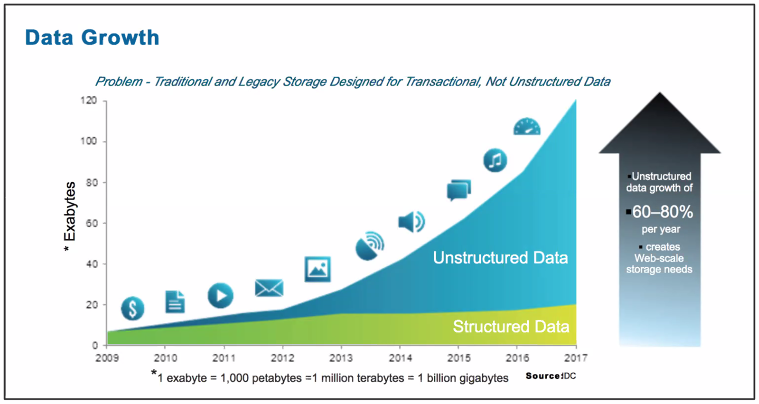 Data Growth
Problem - Traditional and Legacy Storage Designed for Transactional, Not Unstructured Data
* Exabytes
120
100
80
60
40
20
0
$
Unstructured Data
Structured Data
2009 2010 2011 2012 2013 2014 2015 2016 2017
*1 exabyte = 1,000 petabytes =1 million terabytes = 1 billion gigabytes
Source:IDC
▪ Unstructured
data growth of
▪ 60–80%
per year
▪ creates
Web-scale
storage needs